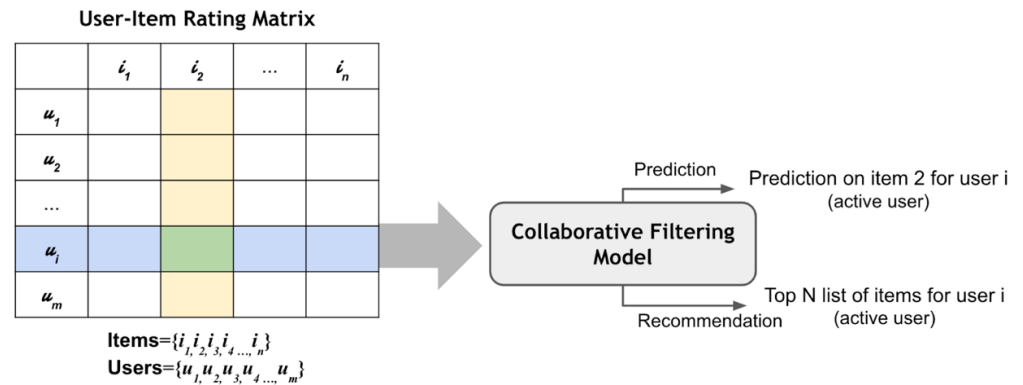 User-Item Rating Matrix
i1 i2 ... in
u1
u2
...
ui
um
Items={i1,i2,i3,i4 ...,in}
Users={u1,u2,u3,u4 ...,um}
Collaborative Filtering
Model
Prediction
Prediction on item 2 for user i
(active user)
Recommendation
Top N list of items for user i
(active user)